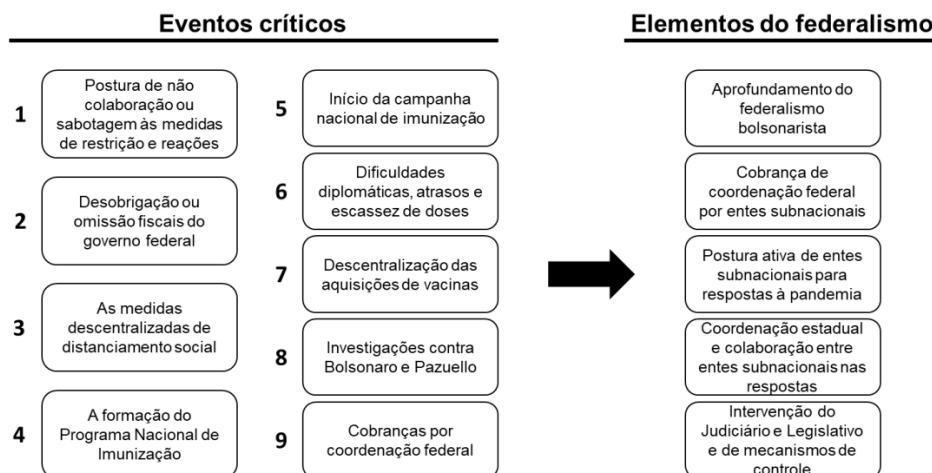 Eventos críticos
1
Postura de não
colaboração ou
sabotagem às medidas
de restrição e reações
2
Desobrigação ou
omissão fiscais do
governo federal
3
As medidas
descentralizadas de
distanciamento social
4
A formação do
Programa Nacional de
Imunização
5
Início da campanha
nacional de imunização
6
Dificuldades
diplomáticas, atrasos e
escassez de doses
7
Descentralização das
aquisições de vacinas
8
Investigações contra
Bolsonaro e Pazuello
9
Cobranças por
coordenação federal
Elementos do federalismo
Aprofundamento do
federalismo
bolsonarista
Cobrança de
coordenação federal
por entes subnacionais
Postura ativa de entes
subnacionais para
respostas à pandemia
Coordenação estadual
e colaboração entre
entes subnacionais nas
respostas
Intervenção do
Judiciário e Legislativo
e de mecanismos de
controle